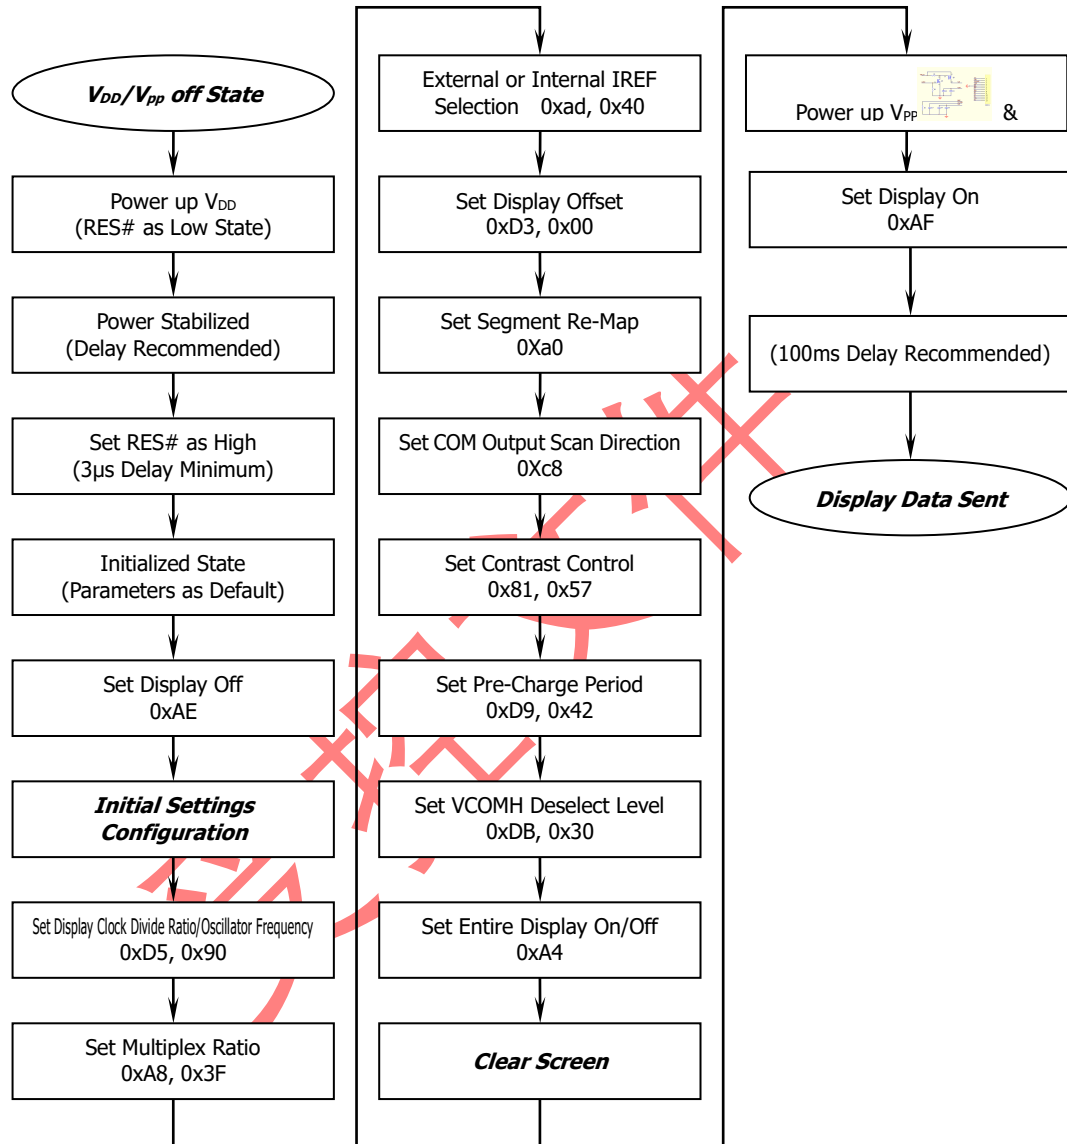 V_DD/V_pp off State
Power up V_DD
(RES# as Low State)
Power Stabilized
(Delay Recommended)
Set RES# as High
(3μs Delay Minimum)
Initialized State
(Parameters as Default)
Set Display Off
0xAE
Initial Settings
Configuration
Set Display Clock Divide Ratio/Oscillator Frequency
0xD5, 0x90
Set Multiplex Ratio
0xA8, 0x3F
External or Internal IREF
Selection 0xad, 0x40
Set Display Offset
0xD3, 0x00
Set Segment Re-Map
0Xa0
Set COM Output Scan Direction
0Xc8
Set Contrast Control
0x81, 0x57
Set Pre-Charge Period
0xD9, 0x42
Set VCOMH Deselect Level
0xDB, 0x30
Set Entire Display On/Off
0xA4
Clear Screen
Power up V_PP &
Set Display On
0xAF
(100ms Delay Recommended)
Display Data Sent